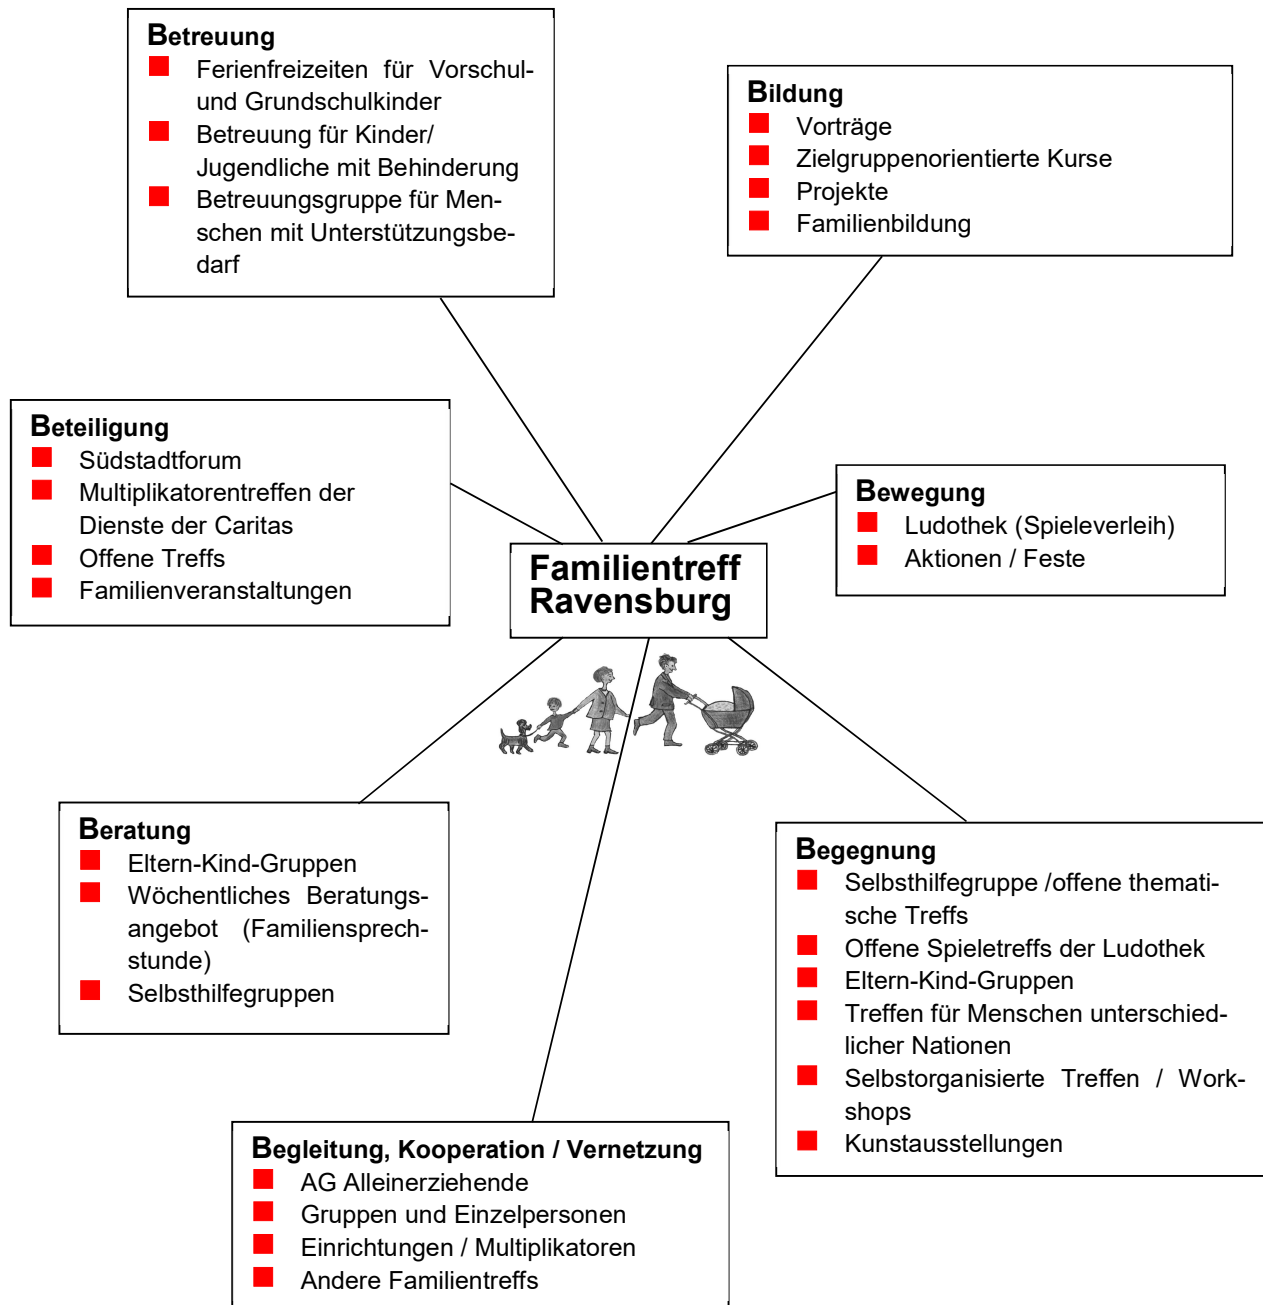 Betreuung
Ferienfreizeiten für Vorschul-
und Grundschulkinder
Betreuung für Kinder/
Jugendliche mit Behinderung
Betreuungsgruppe für Men-
schen mit Unterstützungsbe-
darf
Bildung
Vorträge
Zielgruppenorientierte Kurse
Projekte
Familienbildung
Beteiligung
Südstadtforum
Multiplikatorentreffen der
Dienste der Caritas
Offene Treffs
Familienveranstaltungen
Bewegung
Ludothek (Spieleverleih)
Aktionen / Feste
Familientreff
Ravensburg
Beratung
Eltern-Kind-Gruppen
Wöchentliches Beratungs-
angebot (Familiensprech-
stunde)
Selbsthilfegruppen
Begegnung
Selbsthilfegruppe /offene themati-
sche Treffs
Offene Spieletreffs der Ludothek
Eltern-Kind-Gruppen
Treffen für Menschen unterschied-
licher Nationen
Selbstorganisierte Treffen / Work-
shops
Kunstausstellungen
Begleitung, Kooperation / Vernetzung
AG Alleinerziehende
Gruppen und Einzelpersonen
Einrichtungen / Multiplikatoren
Andere Familientreffs